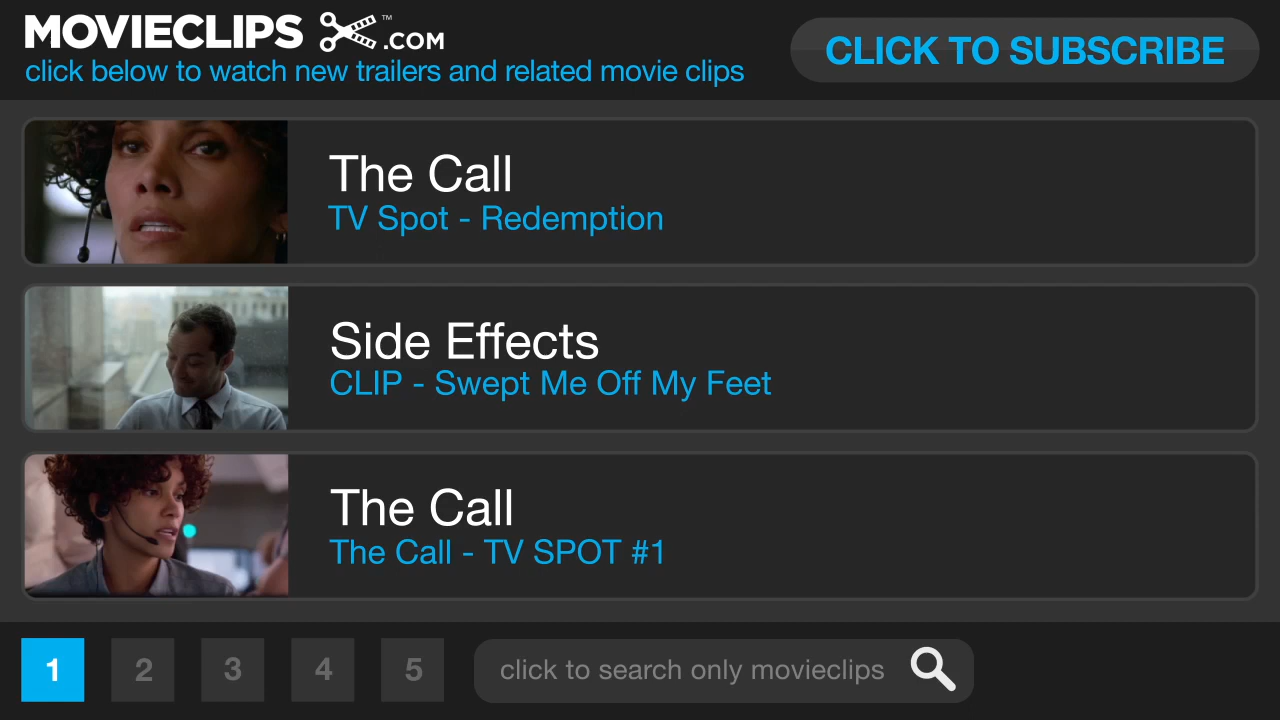 MOVIECLIPS ™ .COM
click below to watch new trailers and related movie clips
CLICK TO SUBSCRIBE
The Call
TV Spot - Redemption
Side Effects
CLIP - Swept Me Off My Feet
The Call
The Call - TV SPOT #1
1 2 3 4 5 click to search only movieclips